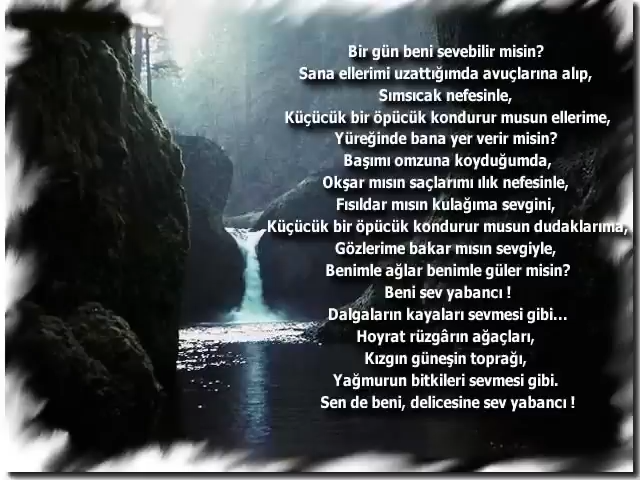 Bir gün beni sevebilir misin?
Sana ellerimi uzattığımda avuçlarına alıp,
Sımsıcak nefesinle,
Küçücük bir öpücük kondurur musun ellerime,
Yüreğinde bana yer verir misin?
Başımı omzuna koyduğumda,
Okşar mısın saçlarımı ılık nefesinle,
Fısıldar mısın kulağıma sevgini,
Küçücük bir öpücük kondurur musun dudaklarıma,
Gözlerime bakar mısın sevgiyle,
Benimle ağlar benimle güler misin?
Beni sev yabancı !
Dalgaların kayaları sevmesi gibi...
Hoyrat rüzgârın ağaçları,
Kızgın güneşin toprağı,
Yağmurun bitkileri sevmesi gibi.
Sen de beni, delicesine sev yabancı !